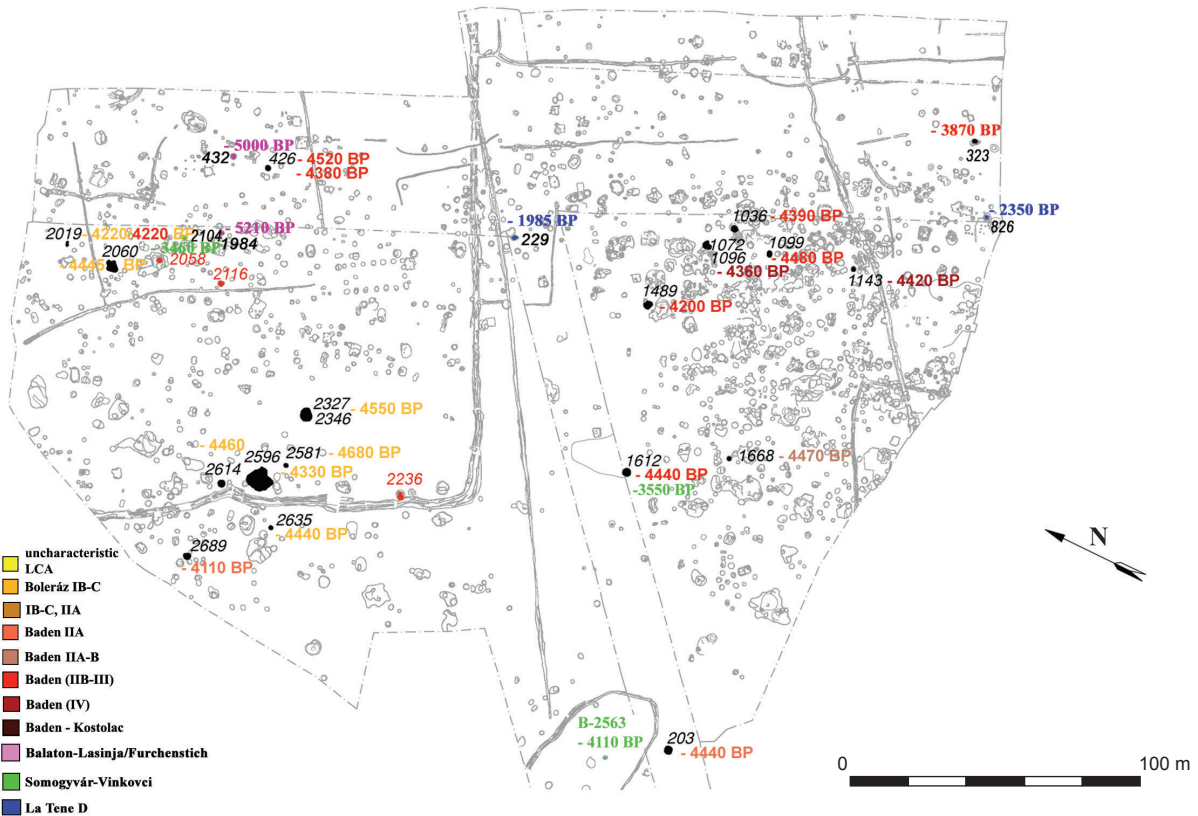 - 3870 BP
323
- 5000 BP
432
426 - 4520 BP
- 4380 BP
- 2350 BP
826
1036 - 4390 BP
- 1985 BP
229
2019 - 4220 4220 BP
2104 - 5210 BP
1984
- 3460 BP
2060
- 4445 BP
2058
2116
1072
1096
- 4360 BP
1099
- 4480 BP
1143 - 4420 BP
1489
- 4200 BP
2327
2346
- 4550 BP
- 4460
2596
2581
- 4680 BP
- 4330 BP
2614
2236
1612
- 4440 BP
-3550 BP
1668 - 4470 BP
2635
- 4440 BP
2689
- 4110 BP
N
uncharacteristic
LCA
Boleráz IB-C
IB-C, IIA
Baden IIA
Baden IIA-B
Baden (IIB-III)
Baden (IV)
Baden - Kostolac
Balaton-Lasinja/Furchenstich
Somogyvár-Vinkovci
La Tene D
B-2563
- 4110 BP
203
- 4440 BP
0 100 m